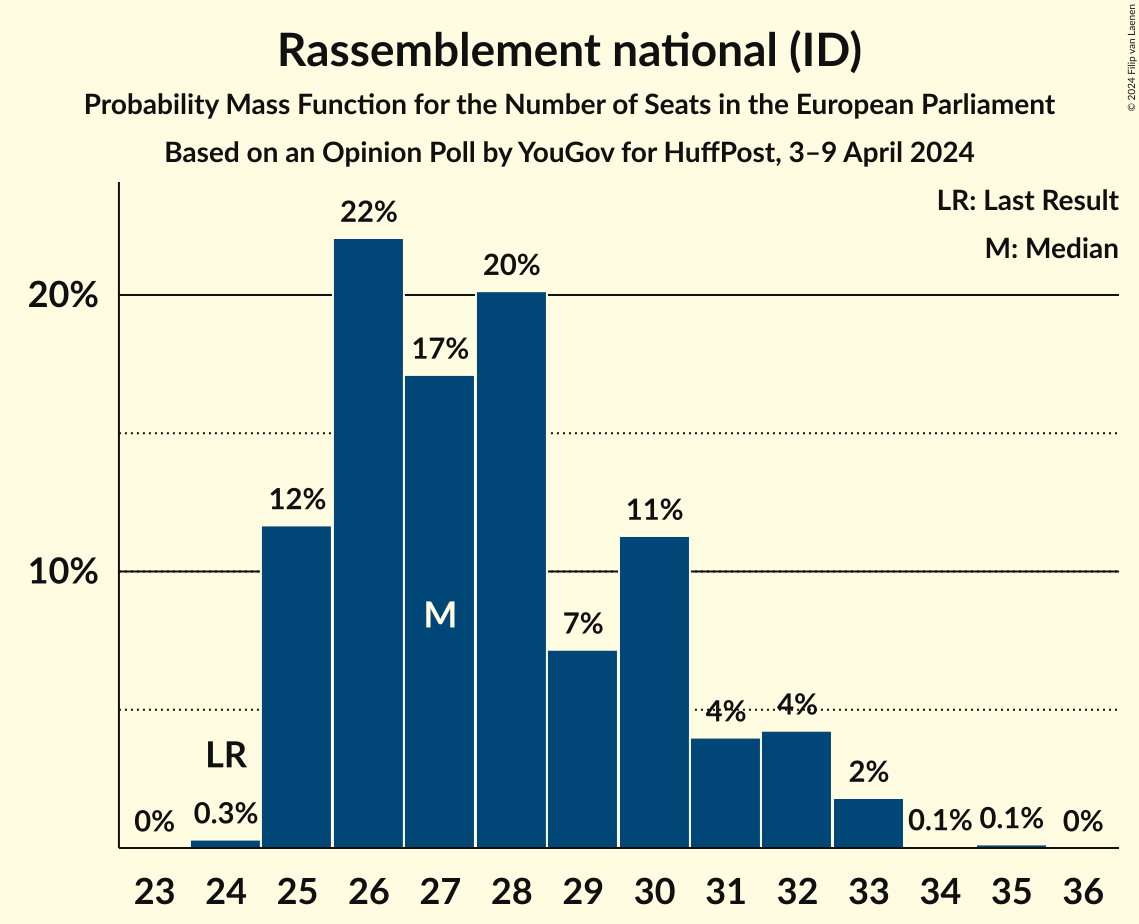 Rassemblement national (ID)
Probability Mass Function for the Number of Seats in the European Parliament
Based on an Opinion Poll by YouGov for HuffPost, 3–9 April 2024
© 2024 Filip van Laenen
LR: Last Result
M: Median
20%
10%
0%
0.3%
12%
22%
17%
20%
7%
11%
4%
4%
2%
0.1%
0.1%
0%
LR
M
23 24 25 26 27 28 29 30 31 32 33 34 35 36